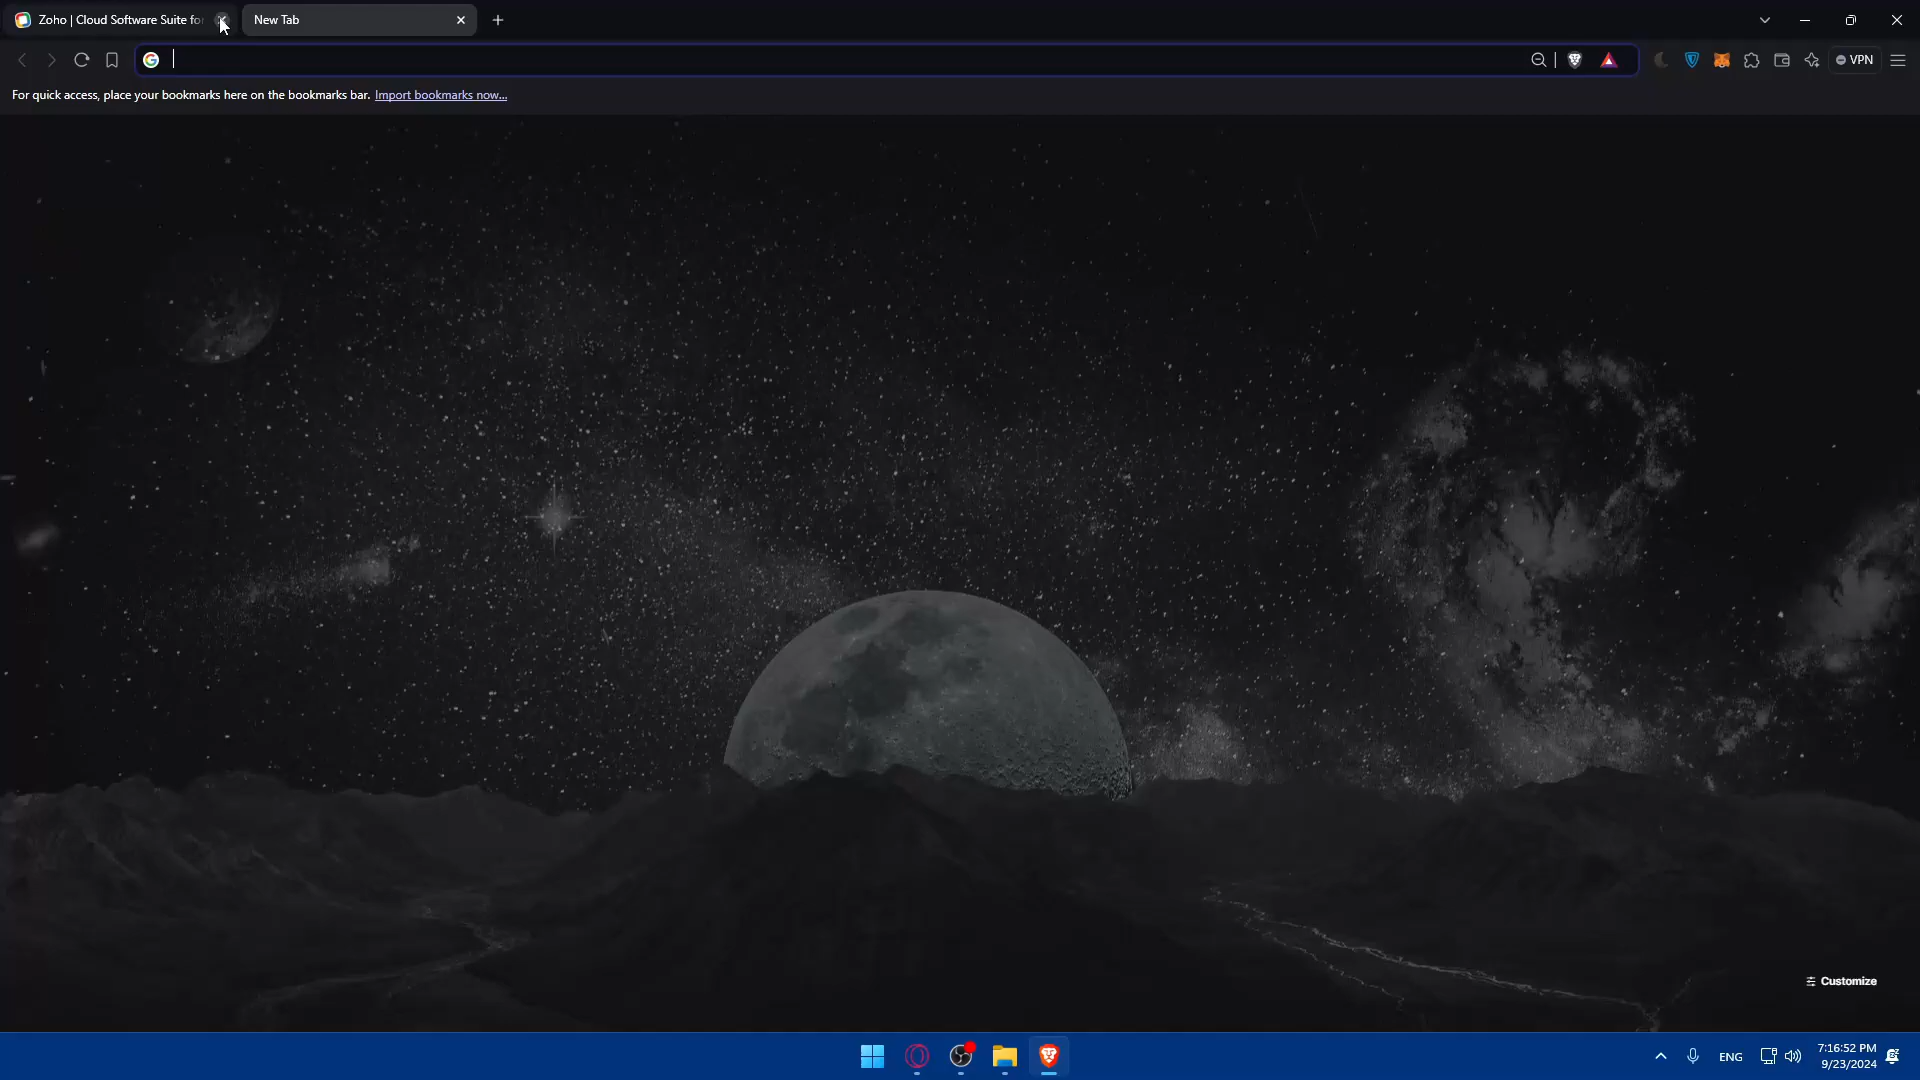 Zoho | Cloud Software Suite for
New Tab
VPN
For quick access, place your bookmarks here on the bookmarks bar. Import bookmarks now...
Customize
ENG
7:16:52 PM
9/23/2024